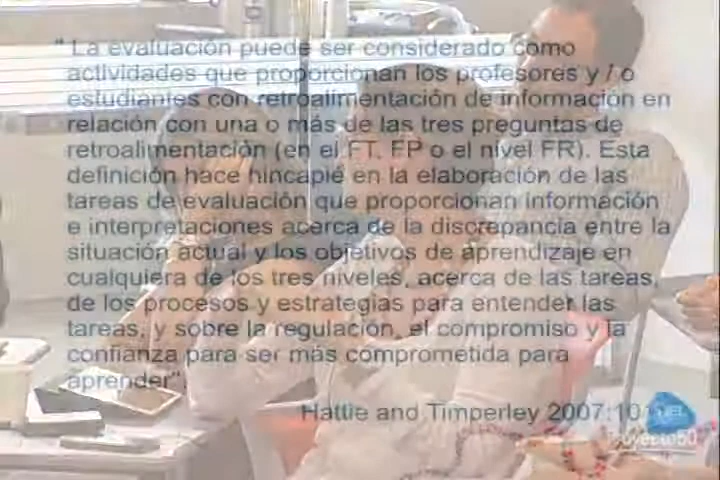 " La evaluación puede ser considerado como
actividades que proporcionan los profesores y / o
estudiantes con retroalimentación de información en
relación con una o más de las tres preguntas de
retroalimentación (en el FT, FP o el nivel FR). Esta
definición hace hincapié en la elaboración de las
tareas de evaluación que proporcionan información
e interpretaciones acerca de la discrepancia entre la
situación actual y los objetivos de aprendizaje en
cualquiera de los tres niveles, acerca de las tareas,
de los procesos y estrategias para entender las
tareas, y sobre la regulación, el compromiso y la
confianza para ser más comprometida para
aprender"
Hattie and Timperley 2007:10
Proyecto50